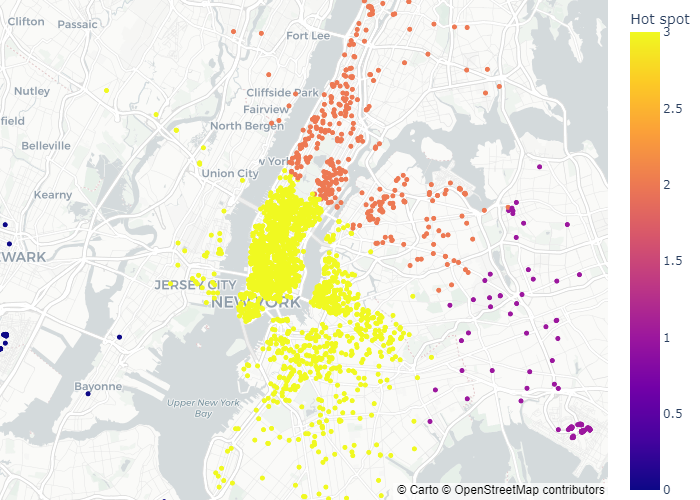 Clifton
Passaic
Fort Lee
Hot spot
3
Nutley
Cliffside Park
Fairview
2.5
field
North Bergen
Belleville
w York
Union City
2
Kearny
WARK
1.5
JERSEY CITY
NEW YORK
1
Bayonne
Upper New York
Bay
0.5
0
© Carto © OpenStreetMap contributors